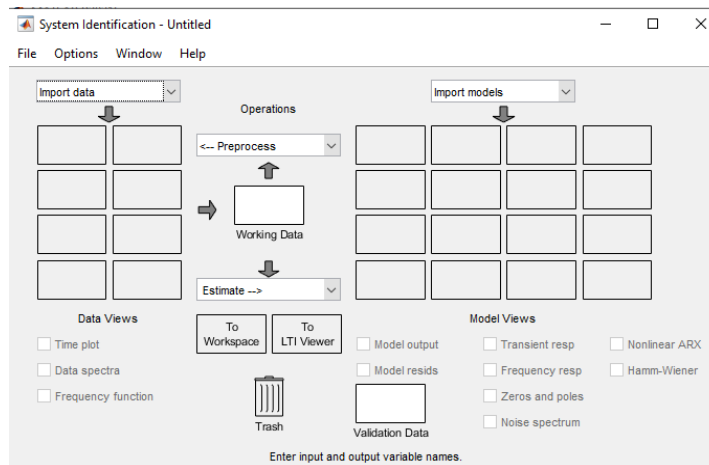 System Identification - Untitled
File Options Window Help
Import data
Import models
Operations
<-- Preprocess
Working Data
Estimate -->
Data Views
To Workspace
To LTI Viewer
Model Views
Time plot
Data spectra
Frequency function
Model output
Model resids
Transient resp
Frequency resp
Zeros and poles
Noise spectrum
Nonlinear ARX
Hamm-Wiener
Trash
Validation Data
Enter input and output variable names.